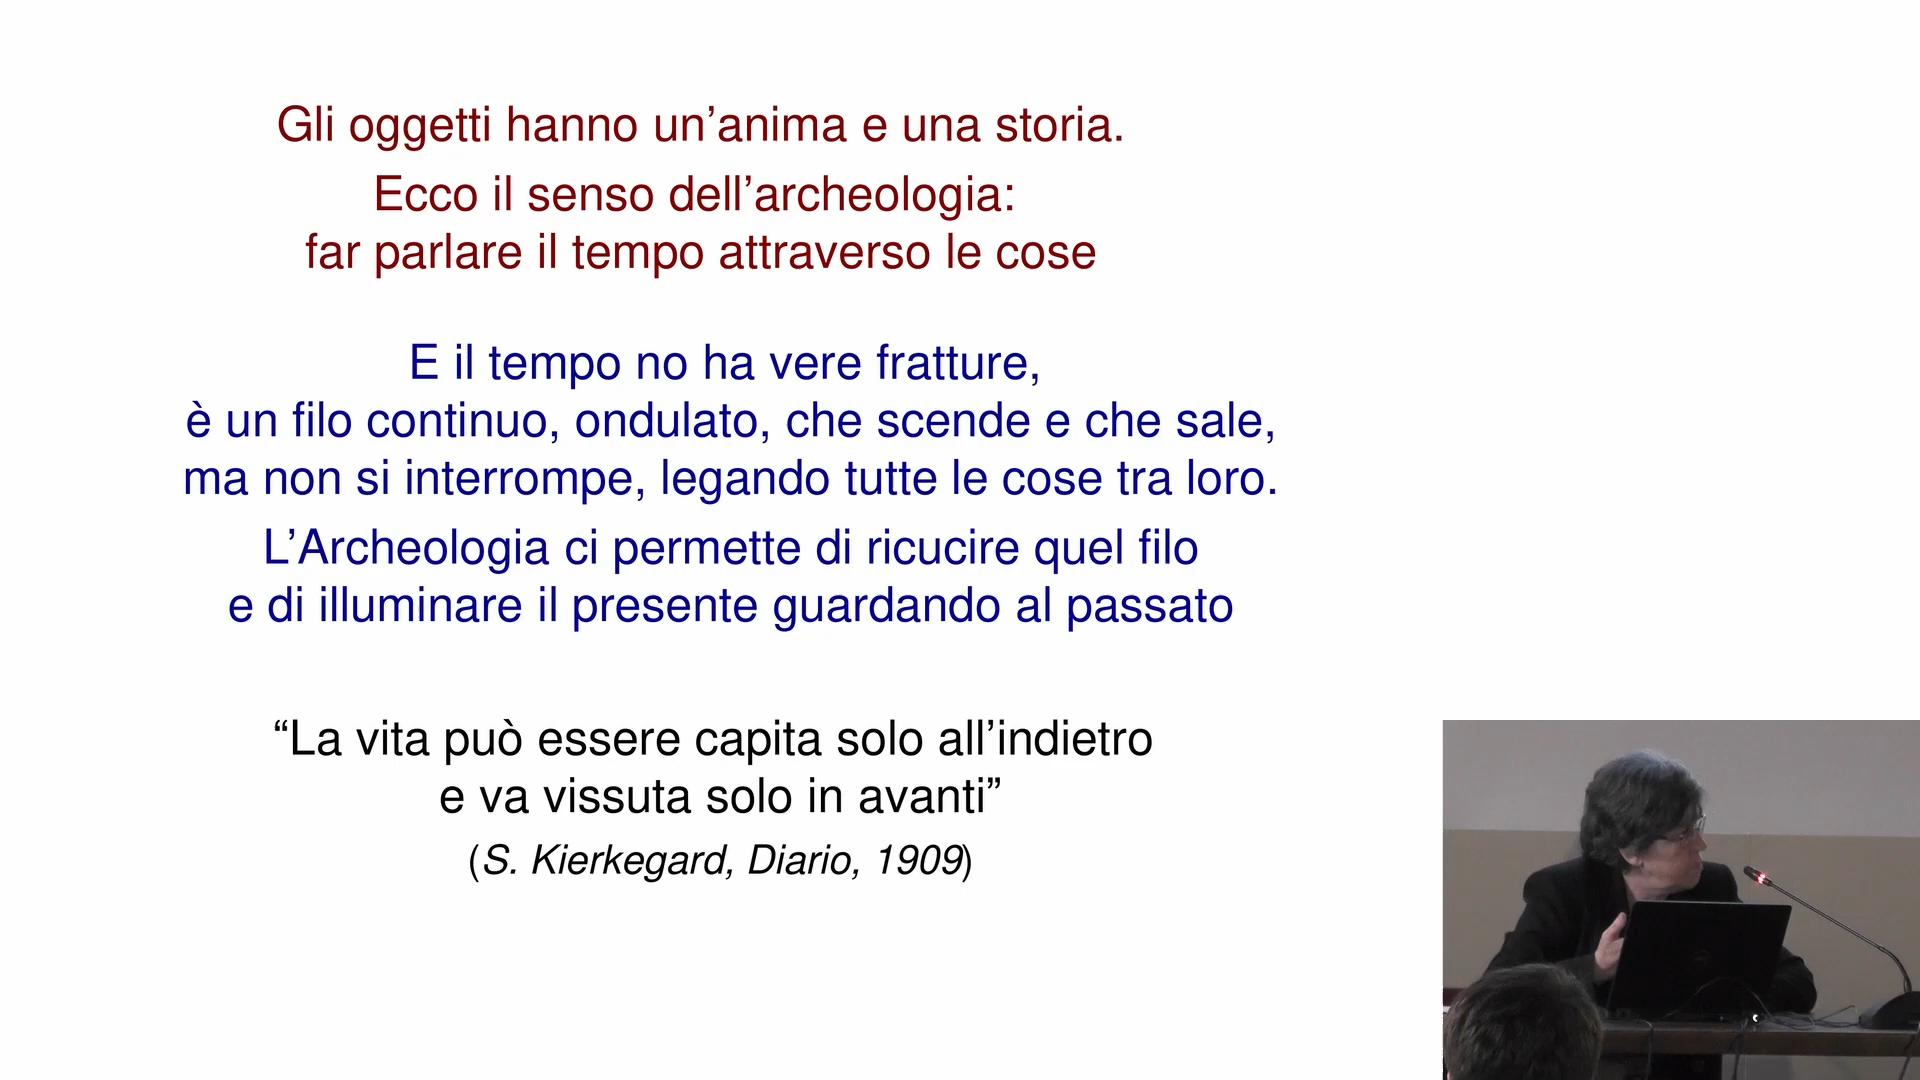 Gli oggetti hanno un’anima e una storia.
Ecco il senso dell’archeologia:
far parlare il tempo attraverso le cose
E il tempo no ha vere fratture,
è un filo continuo, ondulato, che scende e che sale,
ma non si interrompe, legando tutte le cose tra loro.
L’Archeologia ci permette di ricucire quel filo
e di illuminare il presente guardando al passato
“La vita può essere capita solo all’indietro
e va vissuta solo in avanti”
(S. Kierkegard, Diario, 1909)